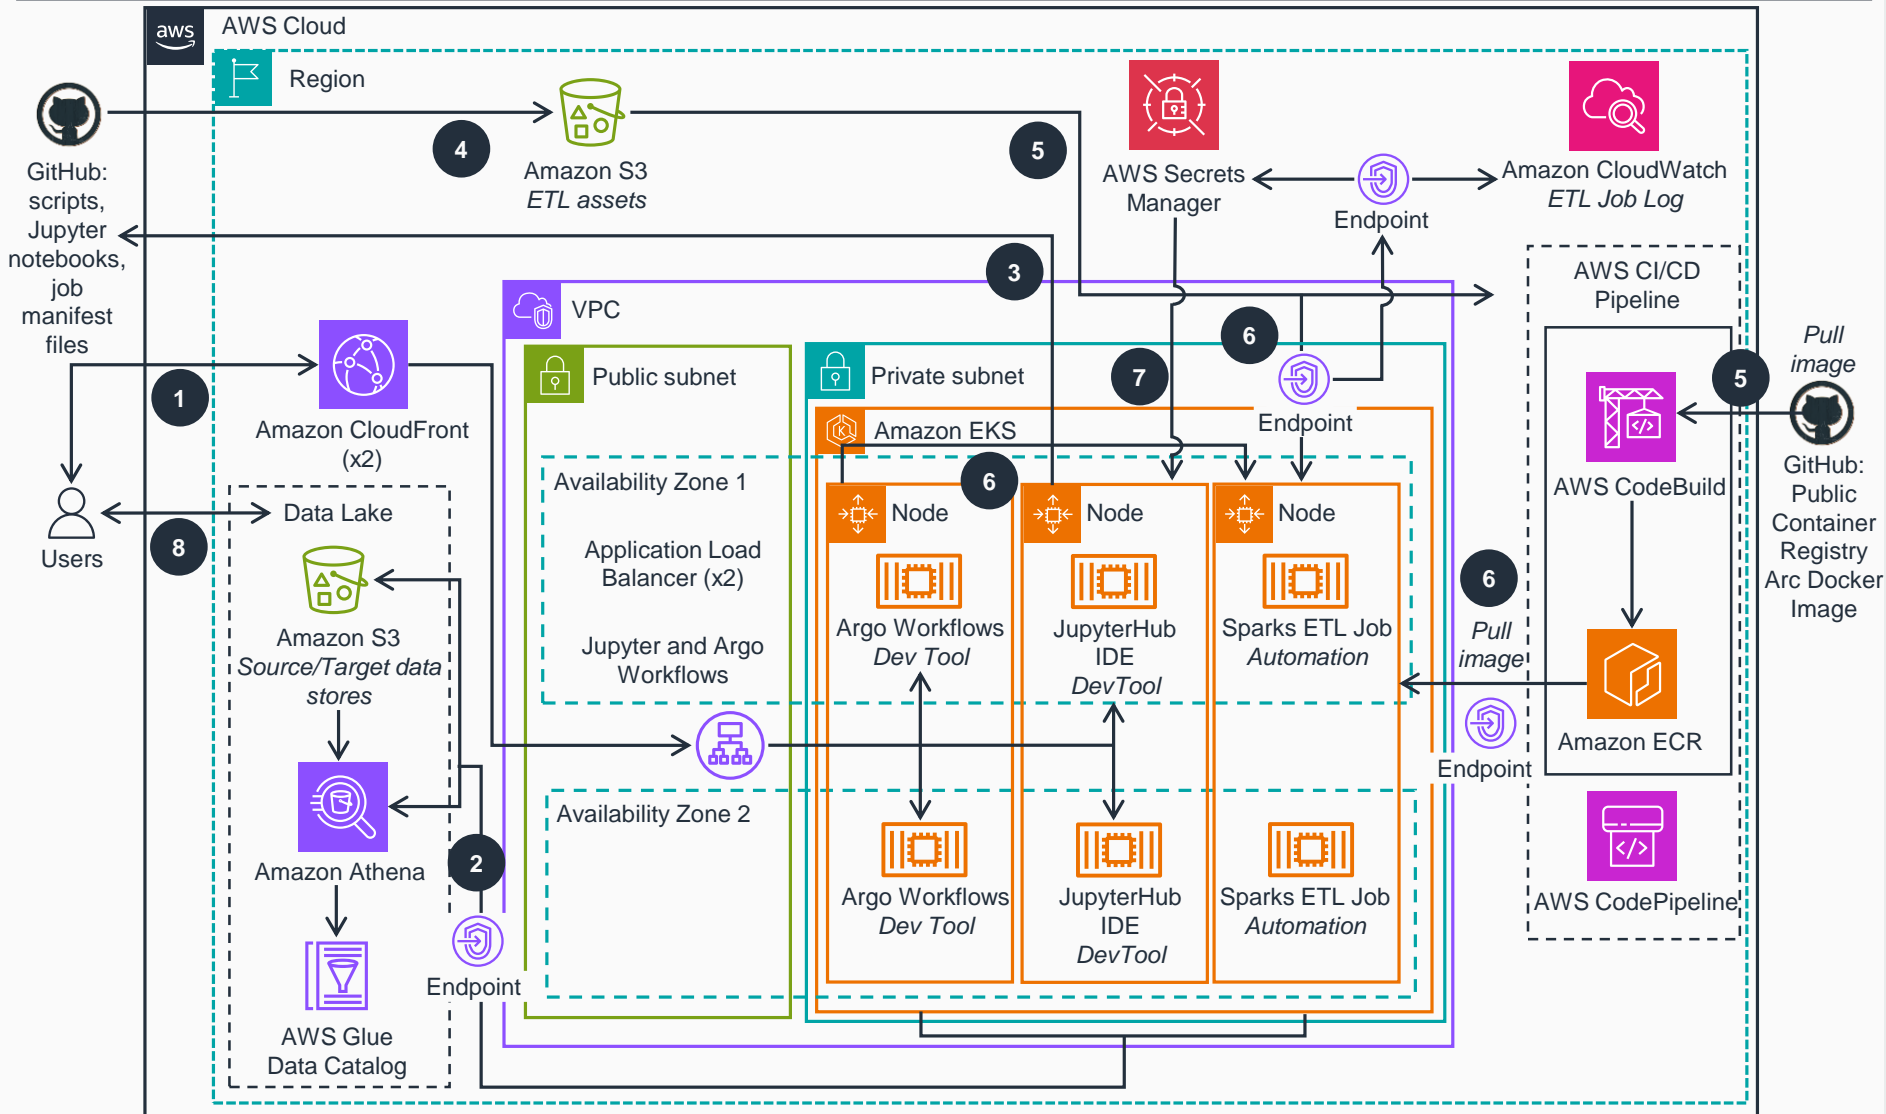 aws
AWS Cloud
Region
GitHub:
scripts,
Jupyter
notebooks,
job
manifest
files
4
Amazon S3
ETL assets
5
AWS Secrets
Manager
Endpoint
Amazon CloudWatch
ETL Job Log
3
VPC
6
7
AWS CI/CD
Pipeline
Pull
image
5
1
Amazon CloudFront
(x2)
Public subnet
Private subnet
Endpoint
Amazon EKS
AWS CodeBuild
GitHub:
Public
Container
Registry
Arc Docker
Image
Users
8
Data Lake
Amazon S3
Source/Target data
stores
Amazon Athena
AWS Glue
Data Catalog
2
Endpoint
Availability Zone 1
Application Load
Balancer (x2)
Jupyter and Argo
Workflows
6
Node
Node
Node
Argo Workflows
Dev Tool
JupyterHub
IDE
DevTool
Sparks ETL Job
Automation
6
Pull
image
Endpoint
Amazon ECR
AWS CodePipeline
Availability Zone 2
Argo Workflows
Dev Tool
JupyterHub
IDE
DevTool
Sparks ETL Job
Automation